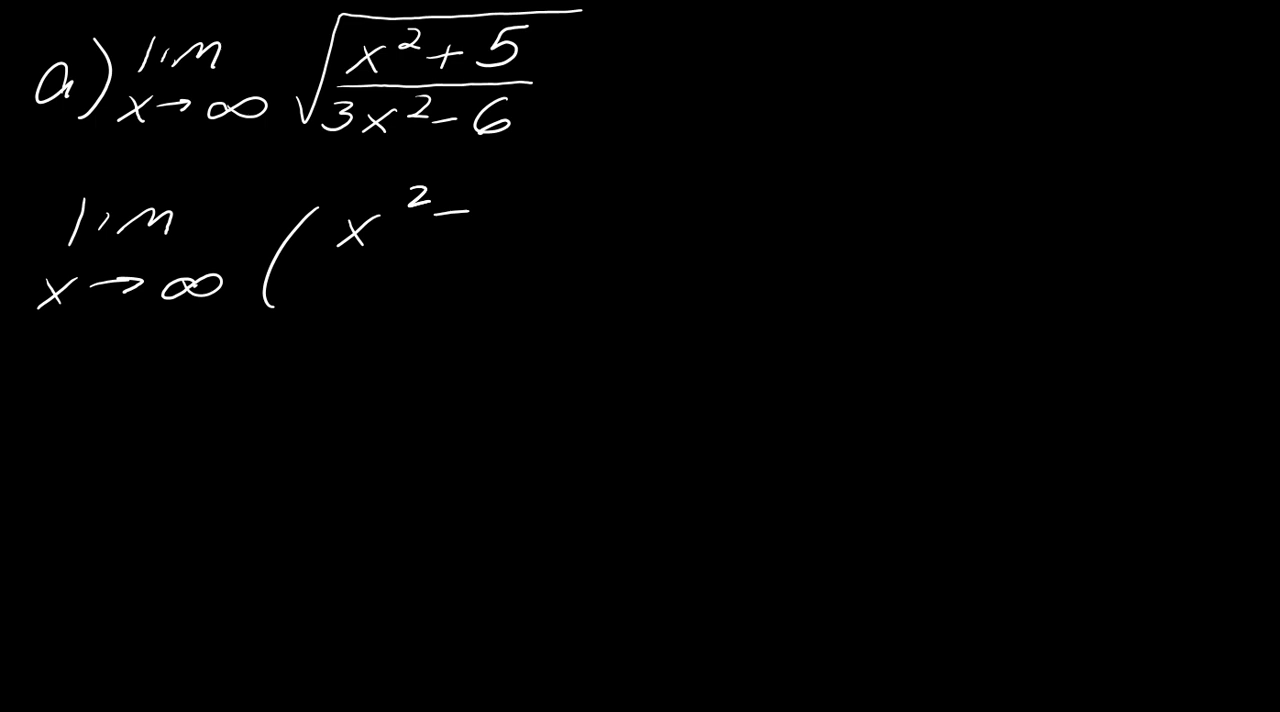 a) lim x→∞ √((x²+5)/(3x²-6))
lim x→∞ ( x² -